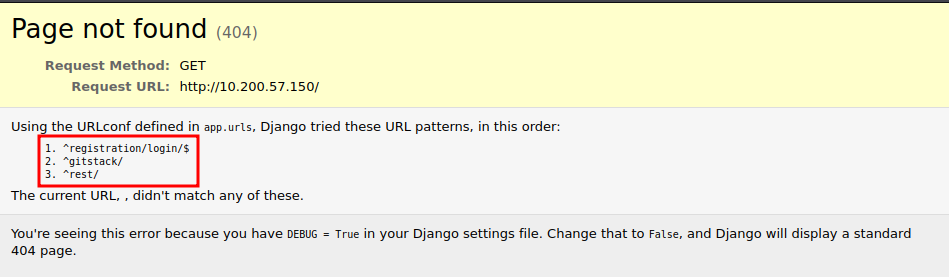 Page not found (404)
Request Method: GET
Request URL: http://10.200.57.150/
Using the URLconf defined in app.urls, Django tried these URL patterns, in this order:
1. ^registration/login/$
2. ^gitstack/
3. ^rest/
The current URL, , didn't match any of these.
You're seeing this error because you have DEBUG = True in your Django settings file. Change that to False, and Django will display a standard
404 page.